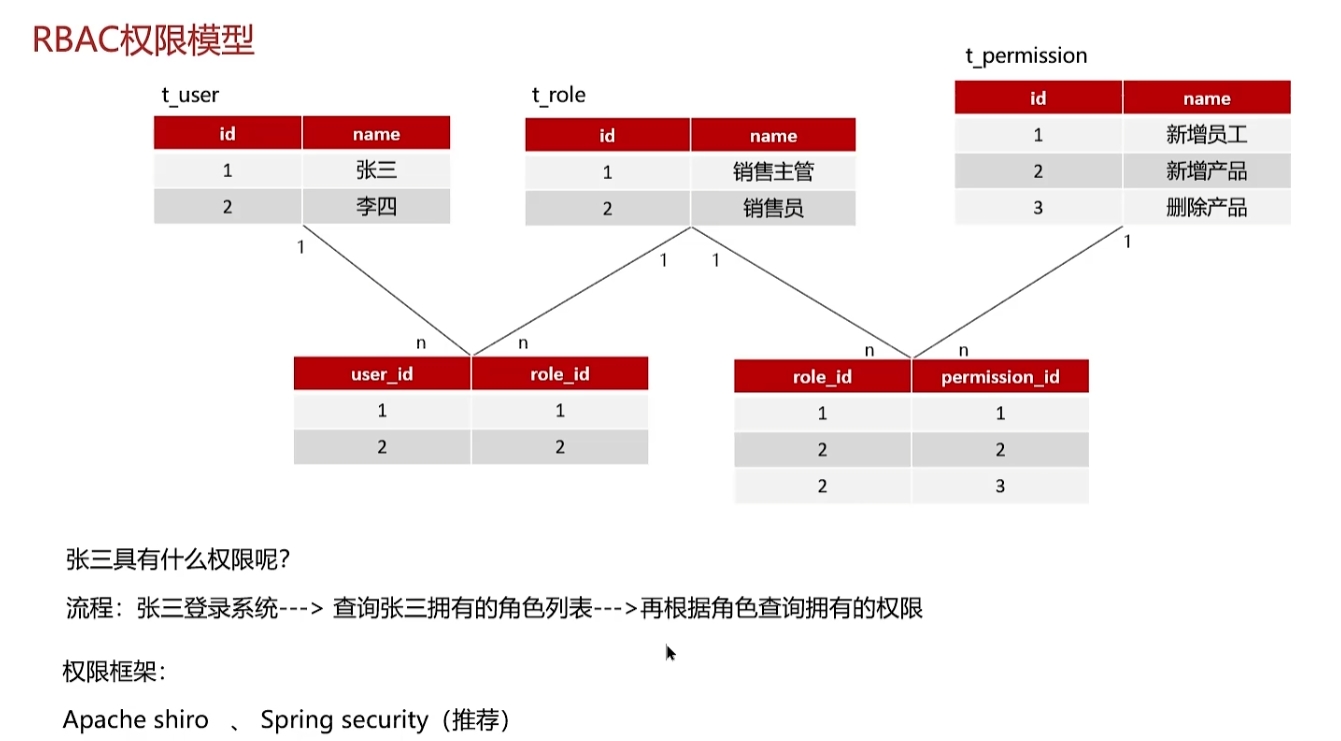 RBAC权限模型
t_user
id name
1 张三
2 李四
t_role
id name
1 销售主管
2 销售员
t_permission
id name
1 新增员工
2 新增产品
3 删除产品
1
1 1
1
n n
n n
user_id role_id
1 1
2 2
role_id permission_id
1 1
2 2
2 3
张三具有什么权限呢?
流程：张三登录系统---> 查询张三拥有的角色列表--->再根据角色查询拥有的权限
权限框架：
Apache shiro 、 Spring security（推荐）